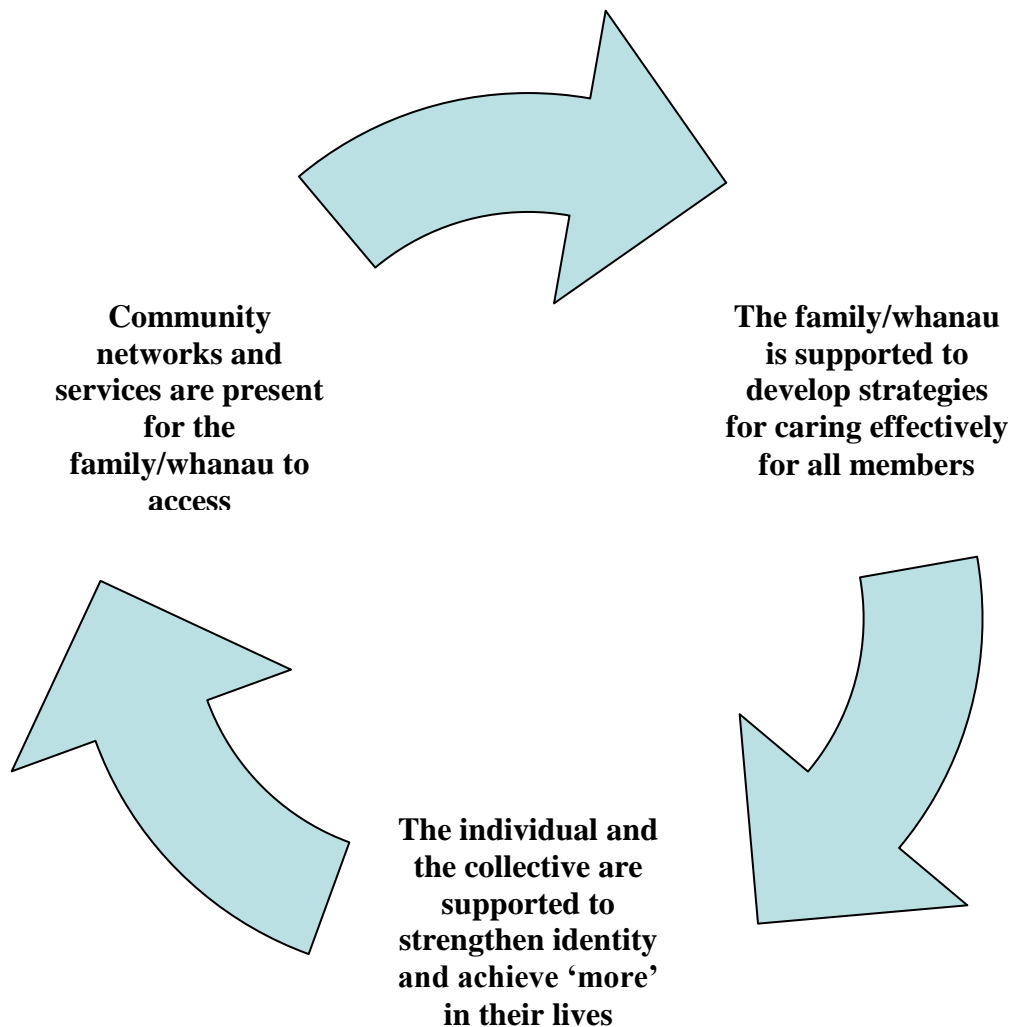 Community
networks and
services are present
for the
family/whanau to
access
The family/whanau
is supported to
develop strategies
for caring effectively
for all members
The individual and
the collective are
supported to
strengthen identity
and achieve ‘more’
in their lives